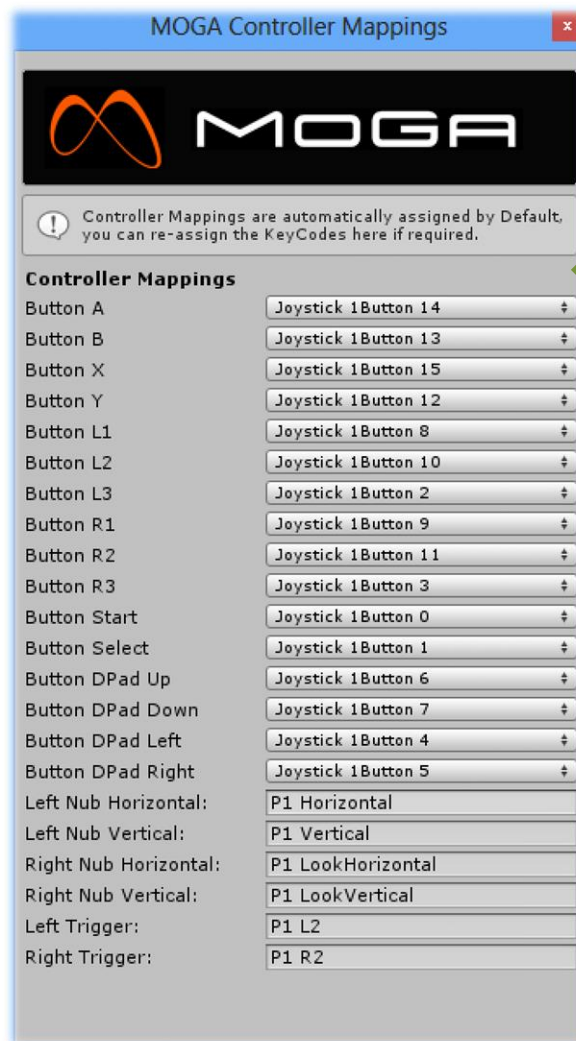 MOGA Controller Mappings
x
MOGA
Controller Mappings are automatically assigned by Default,
you can re-assign the KeyCodes here if required.
Controller Mappings
Button A Joystick 1Button 14
Button B Joystick 1Button 13
Button X Joystick 1Button 15
Button Y Joystick 1Button 12
Button L1 Joystick 1Button 8
Button L2 Joystick 1Button 10
Button L3 Joystick 1Button 2
Button R1 Joystick 1Button 9
Button R2 Joystick 1Button 11
Button R3 Joystick 1Button 3
Button Start Joystick 1Button 0
Button Select Joystick 1Button 1
Button DPad Up Joystick 1Button 6
Button DPad Down Joystick 1Button 7
Button DPad Left Joystick 1Button 4
Button DPad Right Joystick 1Button 5
Left Nub Horizontal: P1 Horizontal
Left Nub Vertical: P1 Vertical
Right Nub Horizontal: P1 LookHorizontal
Right Nub Vertical: P1 LookVertical
Left Trigger: P1 L2
Right Trigger: P1 R2